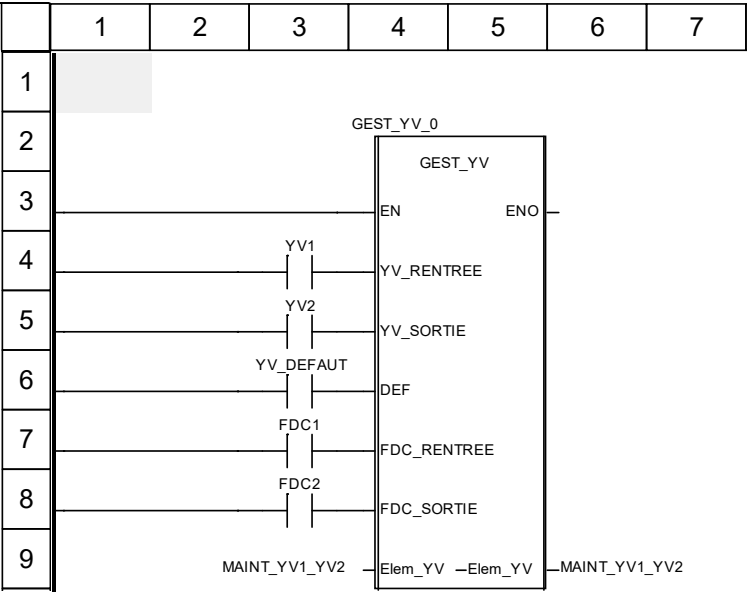 1 2 3 4 5 6 7
1
GEST_YV_0
2
GEST_YV
3
EN ENO
YV1
4
YV_RENTREE
YV2
5
YV_SORTIE
YV_DEFAUT
6
DEF
FDC1
7
FDC_RENTREE
FDC2
8
FDC_SORTIE
9
MAINT_YV1_YV2 Elem_YV Elem_YV MAINT_YV1_YV2